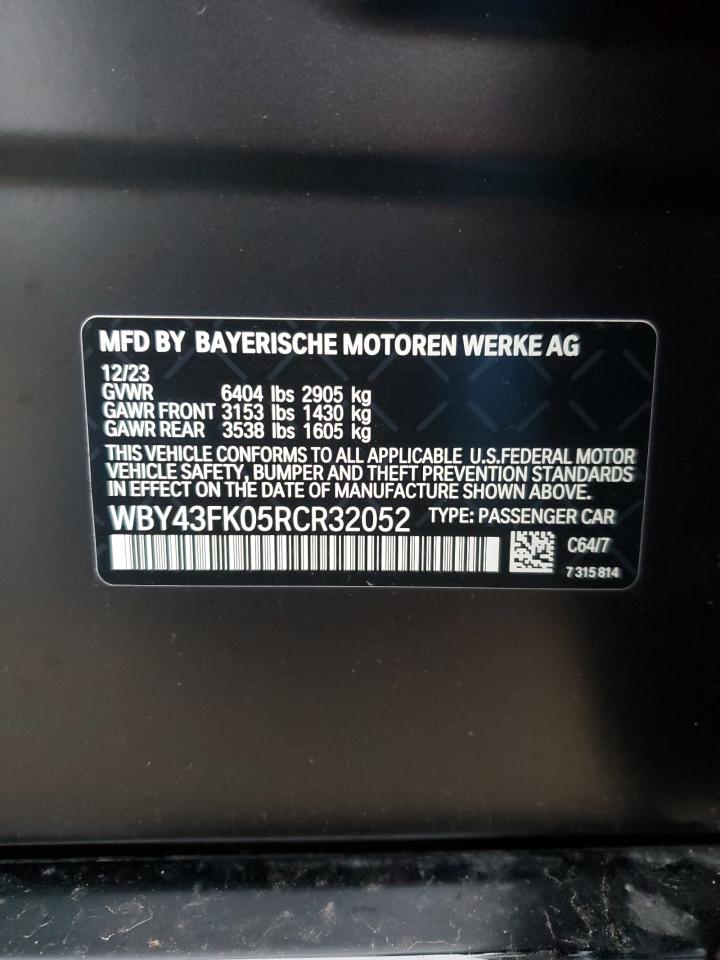 MFD BY BAYERISCHE MOTOREN WERKE AG
12/23
GVWR 6404 lbs 2905 kg
GAWR FRONT 3153 lbs 1430 kg
GAWR REAR 3538 lbs 1605 kg
THIS VEHICLE CONFORMS TO ALL APPLICABLE U.S.FEDERAL MOTOR
VEHICLE SAFETY, BUMPER AND THEFT PREVENTION STANDARDS
IN EFFECT ON THE DATE OF MANUFACTURE SHOWN ABOVE.
WBY43FK05RCR32052 TYPE: PASSENGER CAR
C64/7
7 315 814